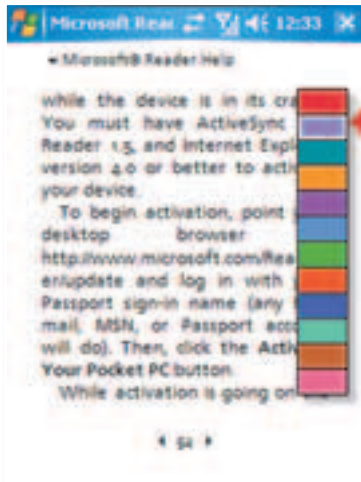 Microsoft Read 12:33
Microsoft® Reader Help
while the device is in its cra
You must have ActiveSync
Reader 1.5, and Internet Expl
version 4.0 or better to acti
your device.
To begin activation, point
desktop browser
http://www.microsoft.com/Rea
er/update and log in with
Passport sign-in name (any
mail, MSN, or Passport acco
will do). Then, click the Activ
Your Pocket PC button.
While activation is going on
52